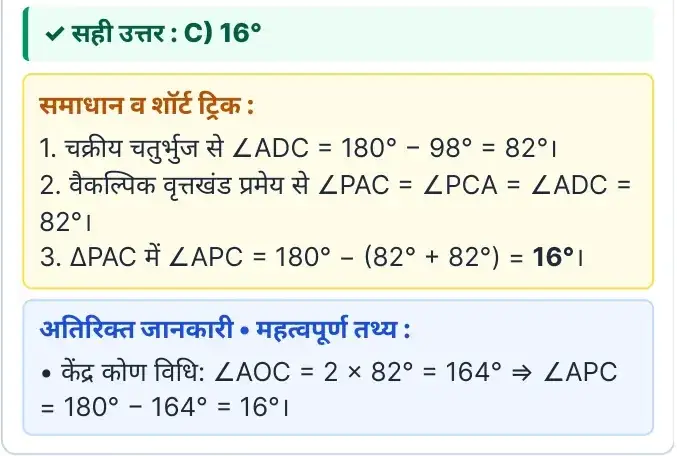 ✓ सही उत्तर : C) 16°
समाधान व शॉर्ट ट्रिक :
1. चक्रीय चतुर्भुज से ∠ADC = 180° − 98° = 82°।
2. वैकल्पिक वृत्तखंड प्रमेय से ∠PAC = ∠PCA = ∠ADC =
82°।
3. ΔPAC में ∠APC = 180° − (82° + 82°) = 16°।
अतिरिक्त जानकारी • महत्वपूर्ण तथ्य :
• केंद्र कोण विधि: ∠AOC = 2 × 82° = 164° ⇒ ∠APC
= 180° − 164° = 16°।